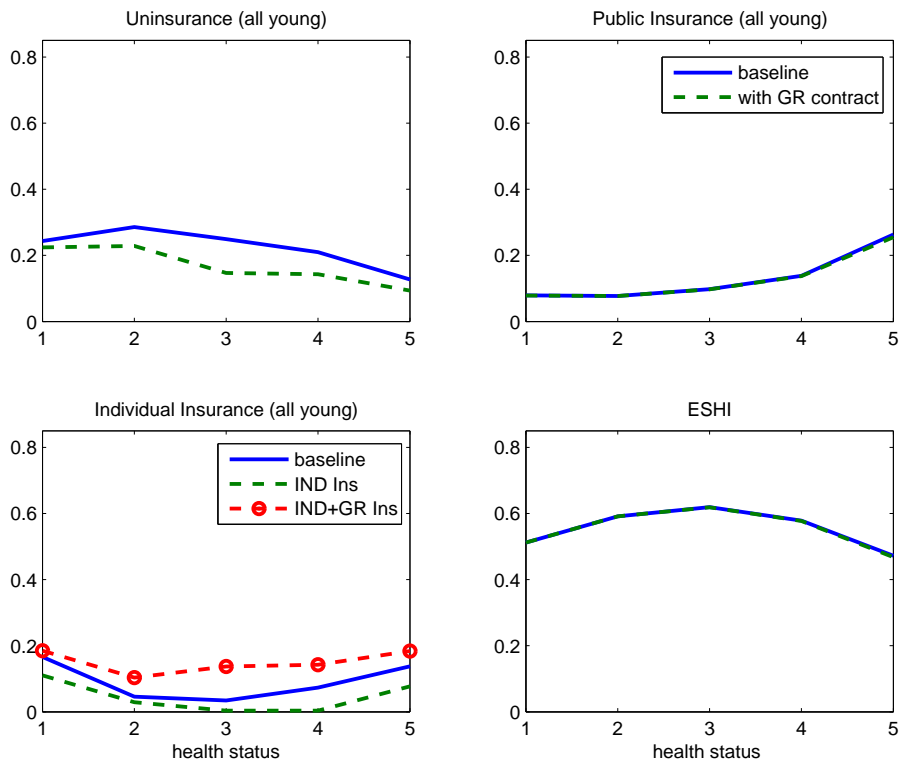 Uninsurance (all young)
0.8
0.6
0.4
0.2
0
1 2 3 4 5
Public Insurance (all young)
baseline
with GR contract
0.8
0.6
0.4
0.2
0
1 2 3 4 5
Individual Insurance (all young)
baseline
IND Ins
IND+GR Ins
0.8
0.6
0.4
0.2
0
1 2 3 4 5
health status
ESHI
0.8
0.6
0.4
0.2
0
1 2 3 4 5
health status